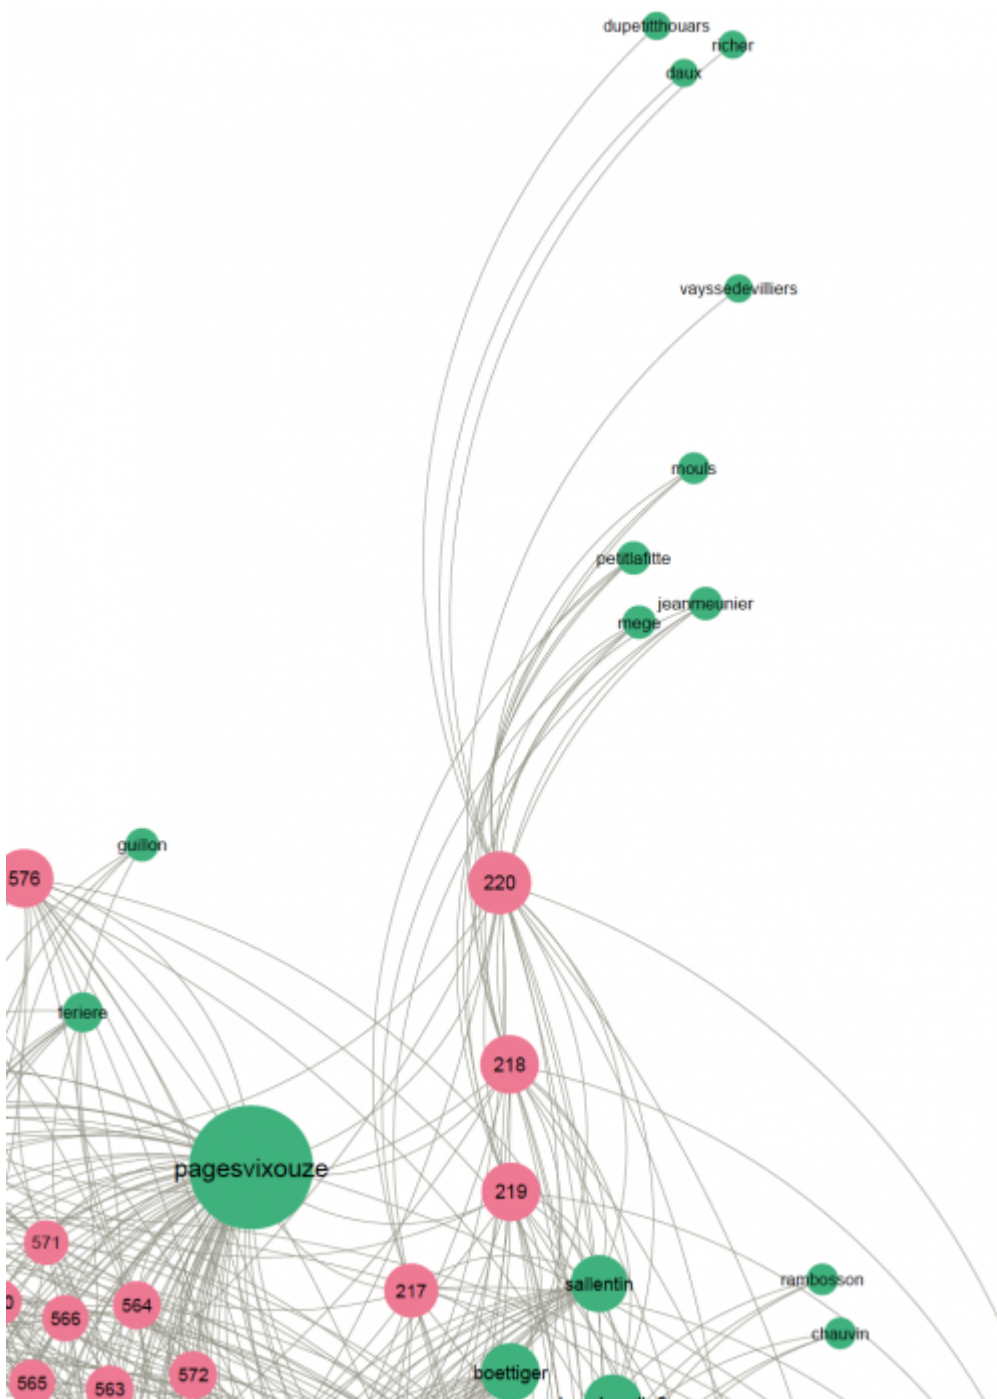 dupetitthouars
richer
daux
vayssedevilliers
mouls
petitlafitte
jeanmeunier
mege
guillon
576
220
feriere
218
pagesvixouze
219
571
sallentin
rambosson
217
564
566
chauvin
boettiger
572
565
563